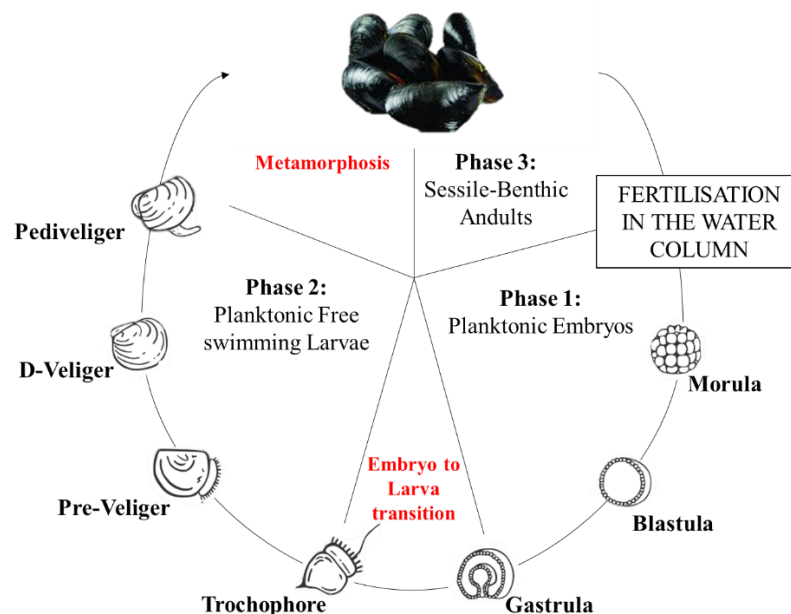 Metamorphosis
Phase 3:
Sessile-Benthic
Andults
FERTILISATION
IN THE WATER
COLUMN
Pediveliger
Phase 2:
Planktonic Free
swimming Larvae
Phase 1:
Planktonic Embryos
D-Veliger
Morula
Embryo to
Larva
transition
Pre-Veliger
Blastula
Trochophore
Gastrula